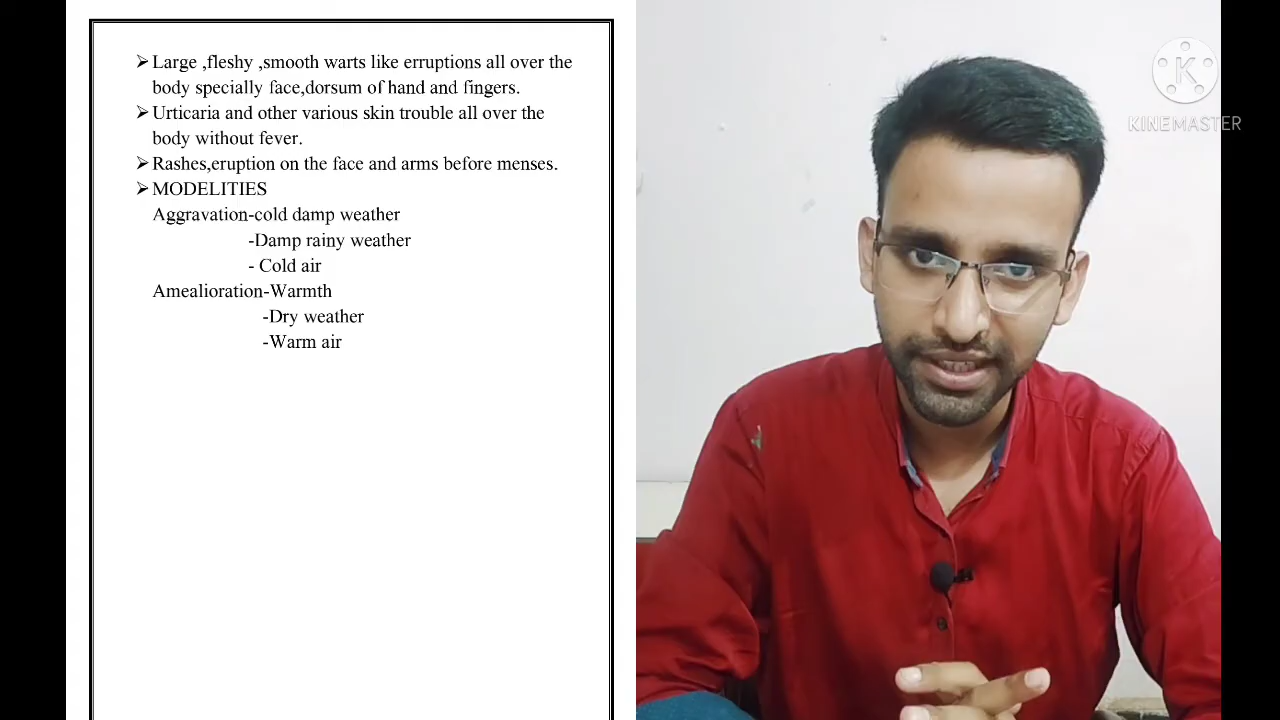 ➢Large ,fleshy ,smooth warts like erruptions all over the
body specially face,dorsum of hand and fingers.
➢Urticaria and other various skin trouble all over the
body without fever.
➢Rashes,eruption on the face and arms before menses.
➢MODELITIES
Aggravation-cold damp weather
-Damp rainy weather
- Cold air
Amealioration-Warmth
-Dry weather
-Warm air
K
KINEMASTER